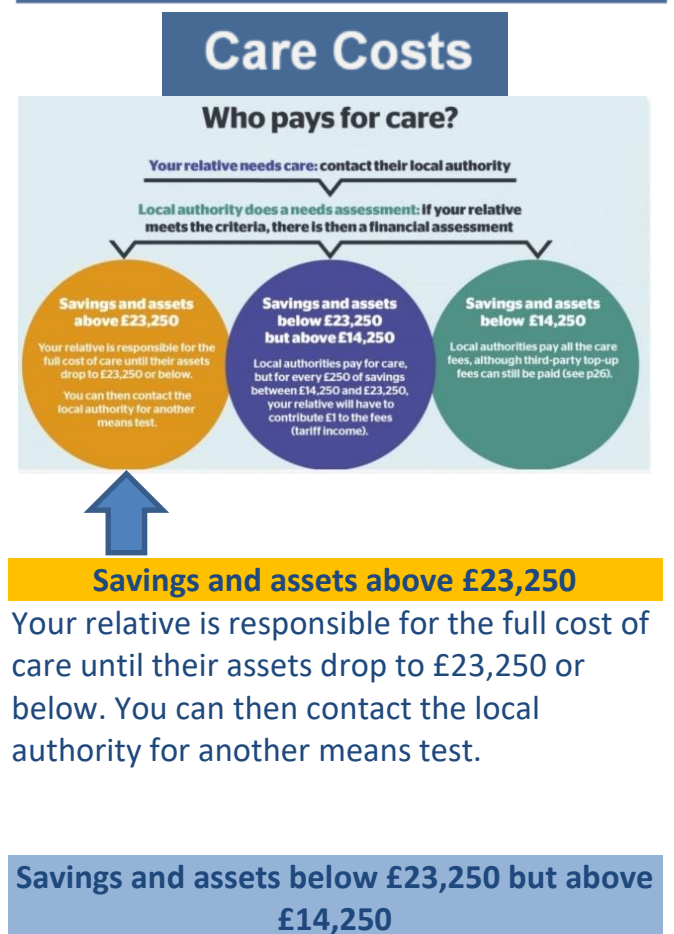 Care Costs
Who pays for care?
Your relative needs care: contact their local authority
Local authority does a needs assessment: if your relative
meets the criteria, there is then a financial assessment
Savings and assets
above £23,250
Your relative is responsible for the
full cost of care until their assets
drop to £23,250 or below.
You can then contact the
local authority for another
means test.
Savings and assets
below £23,250
but above £14,250
Local authorities pay for care,
but for every £250 of savings
between £14,250 and £23,250,
your relative will have to
contribute £1 to the fees
(tariff income).
Savings and assets
below £14,250
Local authorities pay all the care
fees, although third-party top-up
fees can still be paid (see p26).
Savings and assets above £23,250
Your relative is responsible for the full cost of
care until their assets drop to £23,250 or
below. You can then contact the local
authority for another means test.
Savings and assets below £23,250 but above
£14,250